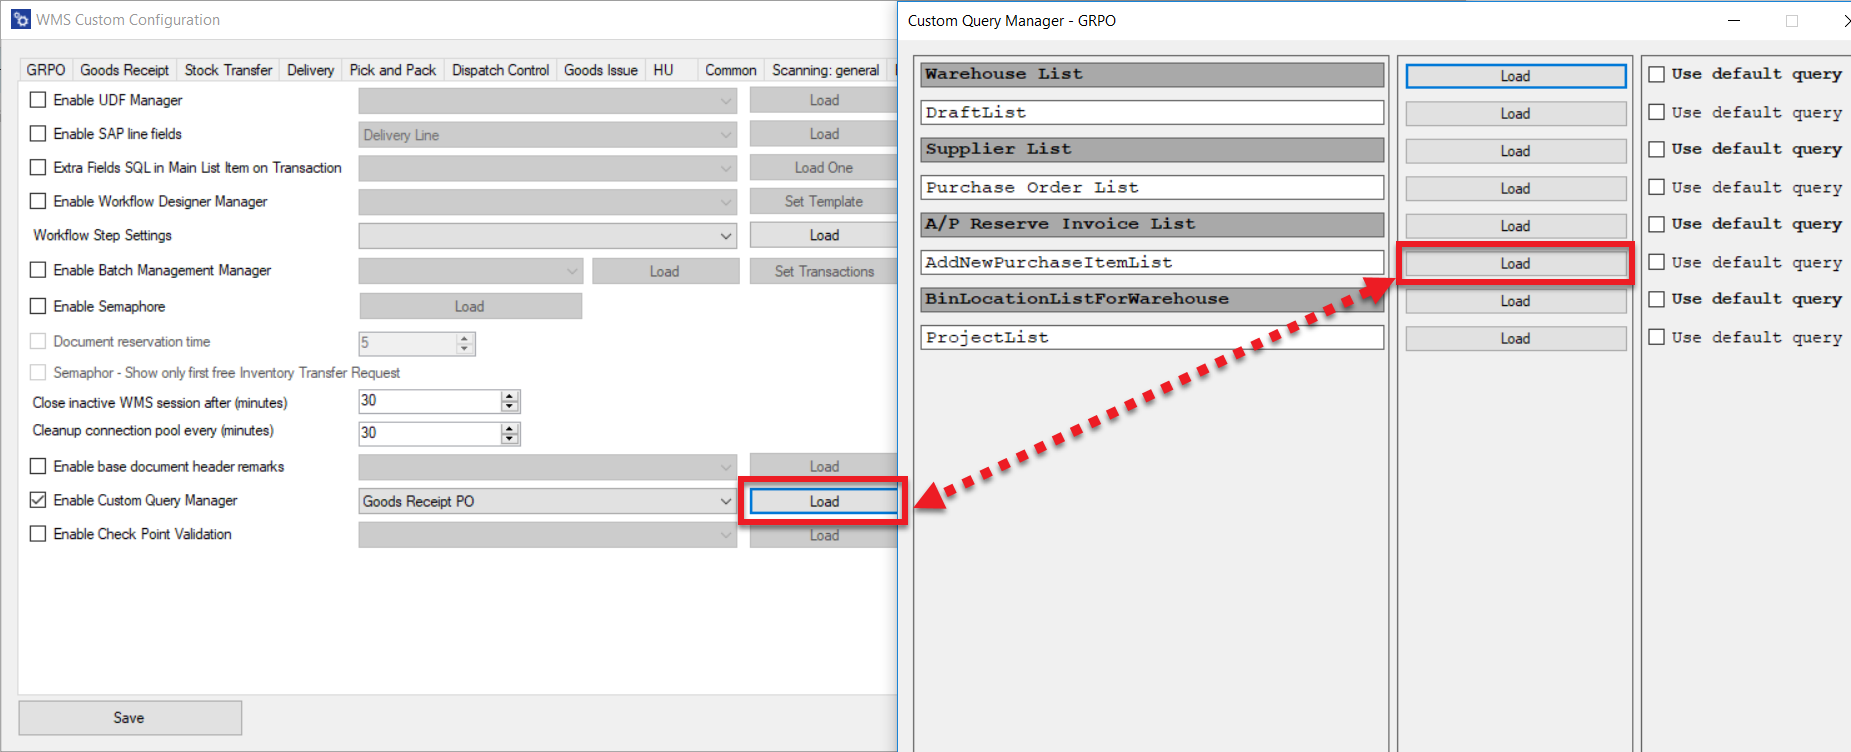 WMS Custom Configuration
GRPO Goods Receipt Stock Transfer Delivery Pick and Pack Dispatch Control Goods Issue HU Common Scanning: general
Enable UDF Manager Load
Enable SAP line fields Delivery Line Load
Extra Fields SQL in Main List Item on Transaction Load One
Enable Workflow Designer Manager Set Template
Workflow Step Settings Load
Enable Batch Management Manager Load Set Transactions
Enable Semaphore Load
Document reservation time 5
Semaphor - Show only first free Inventory Transfer Request
Close inactive WMS session after (minutes) 30
Cleanup connection pool every (minutes) 30
Enable base document header remarks Load
Enable Custom Query Manager Goods Receipt PO Load
Enable Check Point Validation Load
Save
Custom Query Manager - GRPO
Warehouse List Load Use default query
DraftList Load Use default query
Supplier List Load Use default query
Purchase Order List Load Use default query
A/P Reserve Invoice List Load Use default query
AddNewPurchaseItemList Load Use default query
BinLocationListForWarehouse Load Use default query
ProjectList Load Use default query